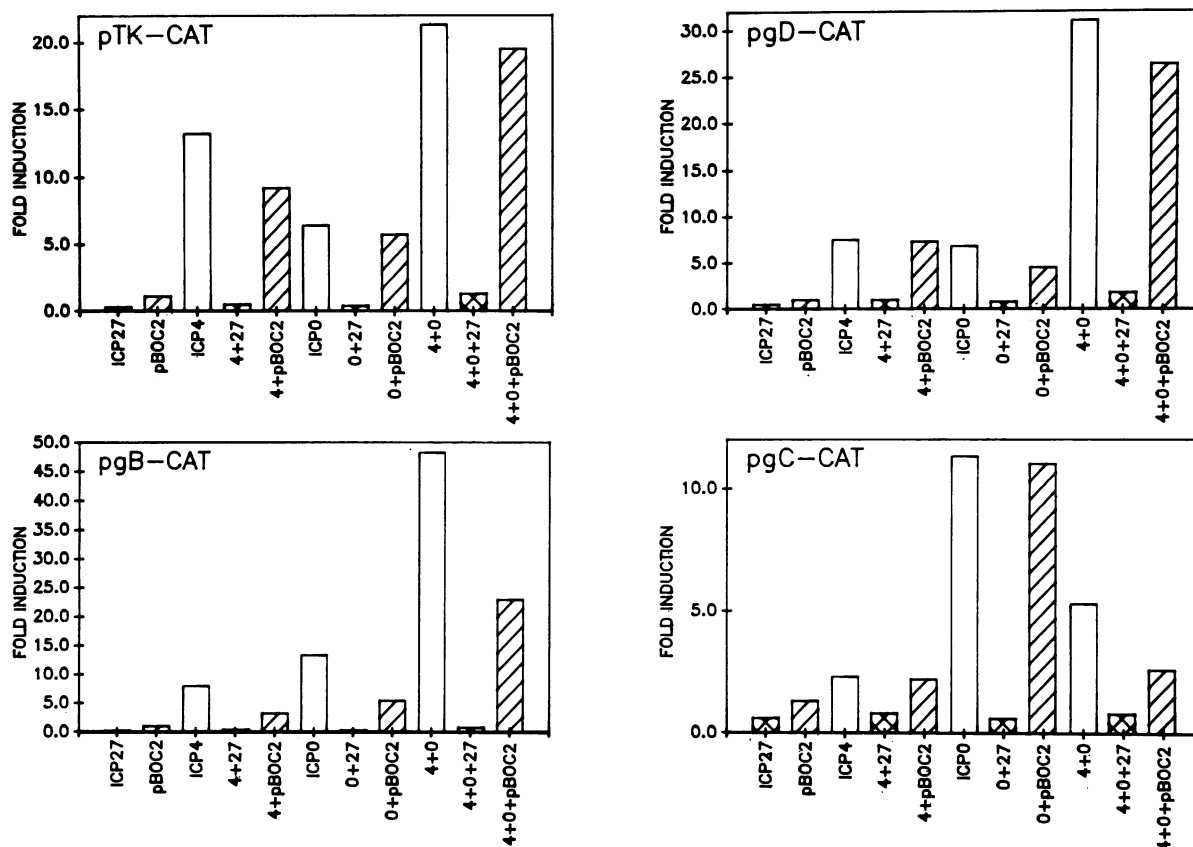 pTK-CAT
FOLD INDUCTION
20.0
15.0
10.0
5.0
0.0
ICP27
pBOC2
ICP4
4+27
4+pBOC2
ICP0
0+27
0+pBOC2
4+0
4+0+27
4+0+pBOC2
pgD-CAT
FOLD INDUCTION
30.0
25.0
20.0
15.0
10.0
5.0
0.0
ICP27
pBOC2
ICP4
4+27
4+pBOC2
ICP0
0+27
0+pBOC2
4+0
4+0+27
4+0+pBOC2
pgB-CAT
FOLD INDUCTION
50.0
45.0
40.0
35.0
30.0
25.0
20.0
15.0
10.0
5.0
0.0
ICP27
pBOC2
ICP4
4+27
4+pBOC2
ICP0
0+27
0+pBOC2
4+0
4+0+27
4+0+pBOC2
pgC-CAT
FOLD INDUCTION
10.0
5.0
0.0
ICP27
pBOC2
ICP4
4+27
4+pBOC2
ICP0
0+27
0+pBOC2
4+0
4+0+27
4+0+pBOC2